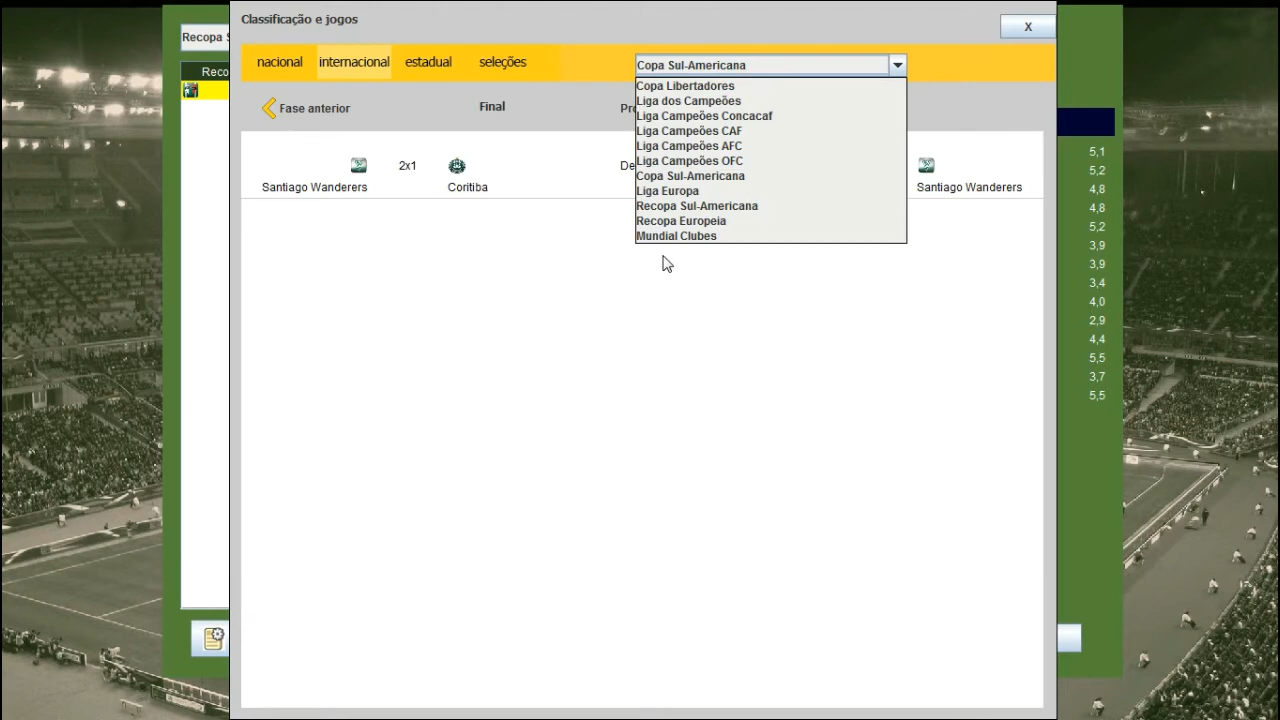 Classificação e jogos
X
Recopa S
nacional
internacional
estadual
seleções
Copa Sul-Americana
Reco
Copa Libertadores
Liga dos Campeões
Liga Campeões Concacaf
Liga Campeões CAF
Liga Campeões AFC
Liga Campeões OFC
Copa Sul-Americana
Liga Europa
Recopa Sul-Americana
Recopa Europeia
Mundial Clubes
Fase anterior
Final
2x1
De
Santiago Wanderers
Coritiba
Santiago Wanderers
5,1
5,2
4,8
4,8
5,2
3,9
3,9
3,4
4,0
2,9
4,4
5,5
3,7
5,5